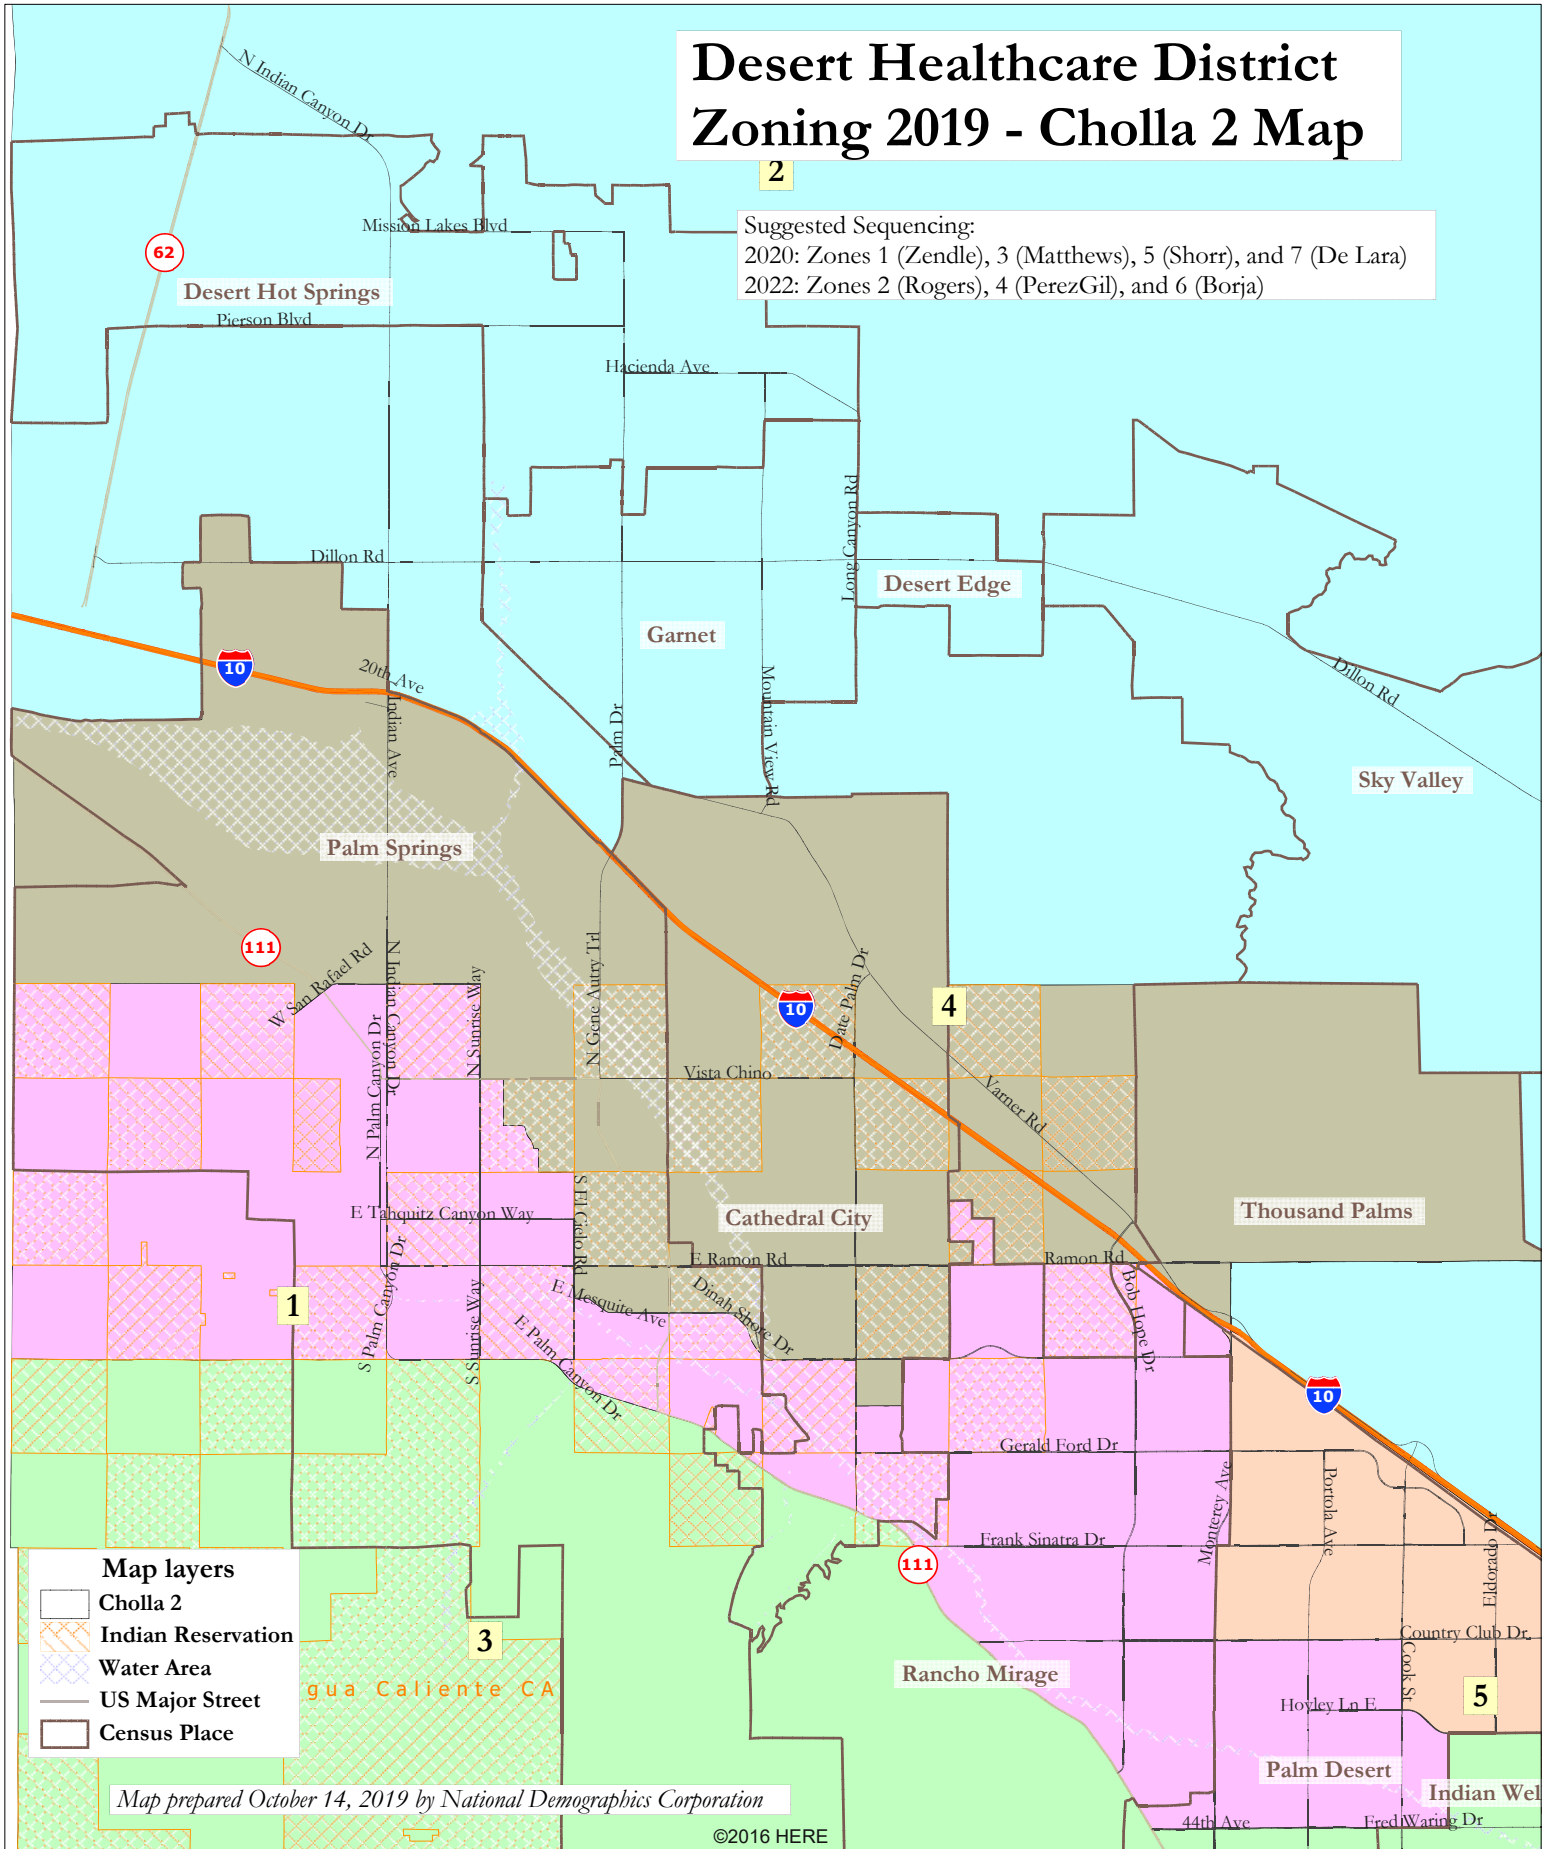 Desert Healthcare District
Zoning 2019 - Cholla 2 Map
2
Suggested Sequencing:
2020: Zones 1 (Zendle), 3 (Matthews), 5 (Shorr), and 7 (De Lara)
2022: Zones 2 (Rogers), 4 (PerezGil), and 6 (Borja)
N Indian Canyon Dr
Mission Lakes Blvd
62
Desert Hot Springs
Pierson Blvd
Hacienda Ave
Long Canyon Rd
Dillon Rd
Desert Edge
Garnet
10
20th Ave
Indian Ave
Palm Dr
Mountain View Rd
Dillon Rd
Sky Valley
Palm Springs
111
W San Rafael Rd
N Indian Canyon Dr
N Palm Canyon Dr
N Sunrise Way
N Gene Autry Trl
10
Date Palm Dr
4
Vista Chino
Varner Rd
E Tahquitz Canyon Way
S El Cielo Rd
Cathedral City
Thousand Palms
E Ramon Rd
Ramon Rd
1
S Palm Canyon Dr
S Sunrise Way
E Mesquite Ave
Dinah Shore Dr
E Palm Canyon Dr
Bob Hope Dr
10
Gerald Ford Dr
Monterey Ave
Portola Ave
Frank Sinatra Dr
Eldorado Dr
111
Map layers
Cholla 2
Indian Reservation
Water Area
US Major Street
Census Place
3
gua Caliente CA
Country Club Dr
Rancho Mirage
Cook St
5
Hovley Ln E
Palm Desert
Indian Wel
Map prepared October 14, 2019 by National Demographics Corporation
44th Ave
Fred Waring Dr
©2016 HERE